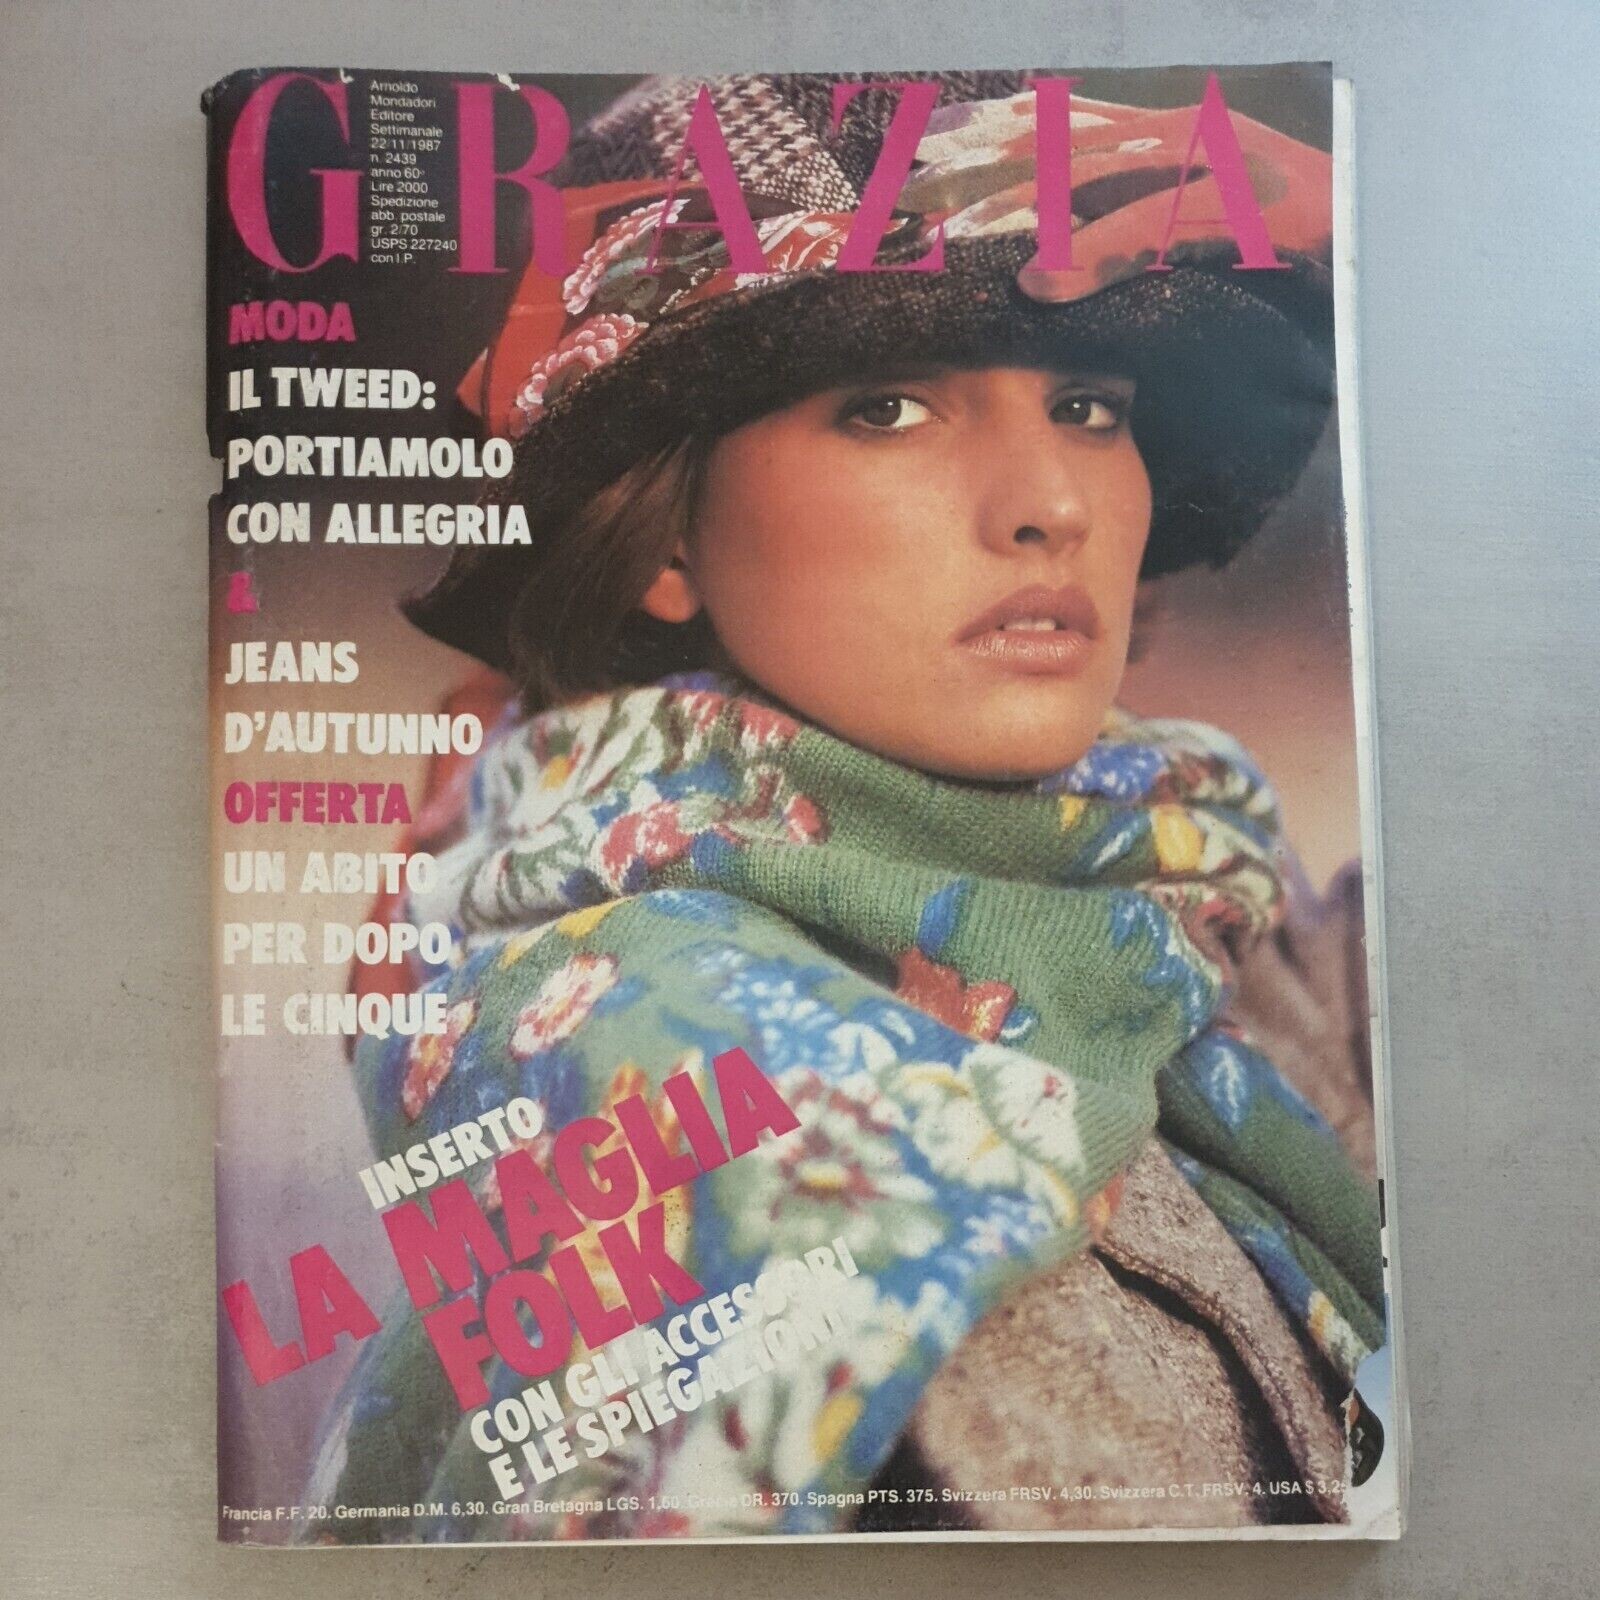 GRAZIA
Arnoldo
Mondadori
Editore
Settimanale
22/11/1987
n. 2439
anno 60°
Lire 2000
Spedizione
abb. postale
gr. 2/70
USPS 227240
con I.P.
MODA
IL TWEED:
PORTIAMOLO
CON ALLEGRIA
&
JEANS
D'AUTUNNO
OFFERTA
UN ABITO
PER DOPO
LE CINQUE
INSERTO
LA MAGLIA
FOLK
CON GLI ACCESSORI
E LE SPIEGAZIONI
Francia F.F. 20. Germania D.M. 6,30. Gran Bretagna LGS. 1,60. Grecia DR. 370. Spagna PTS. 375. Svizzera FRSV. 4,30. Svizzera C.T. FRSV. 4. USA $ 3,25